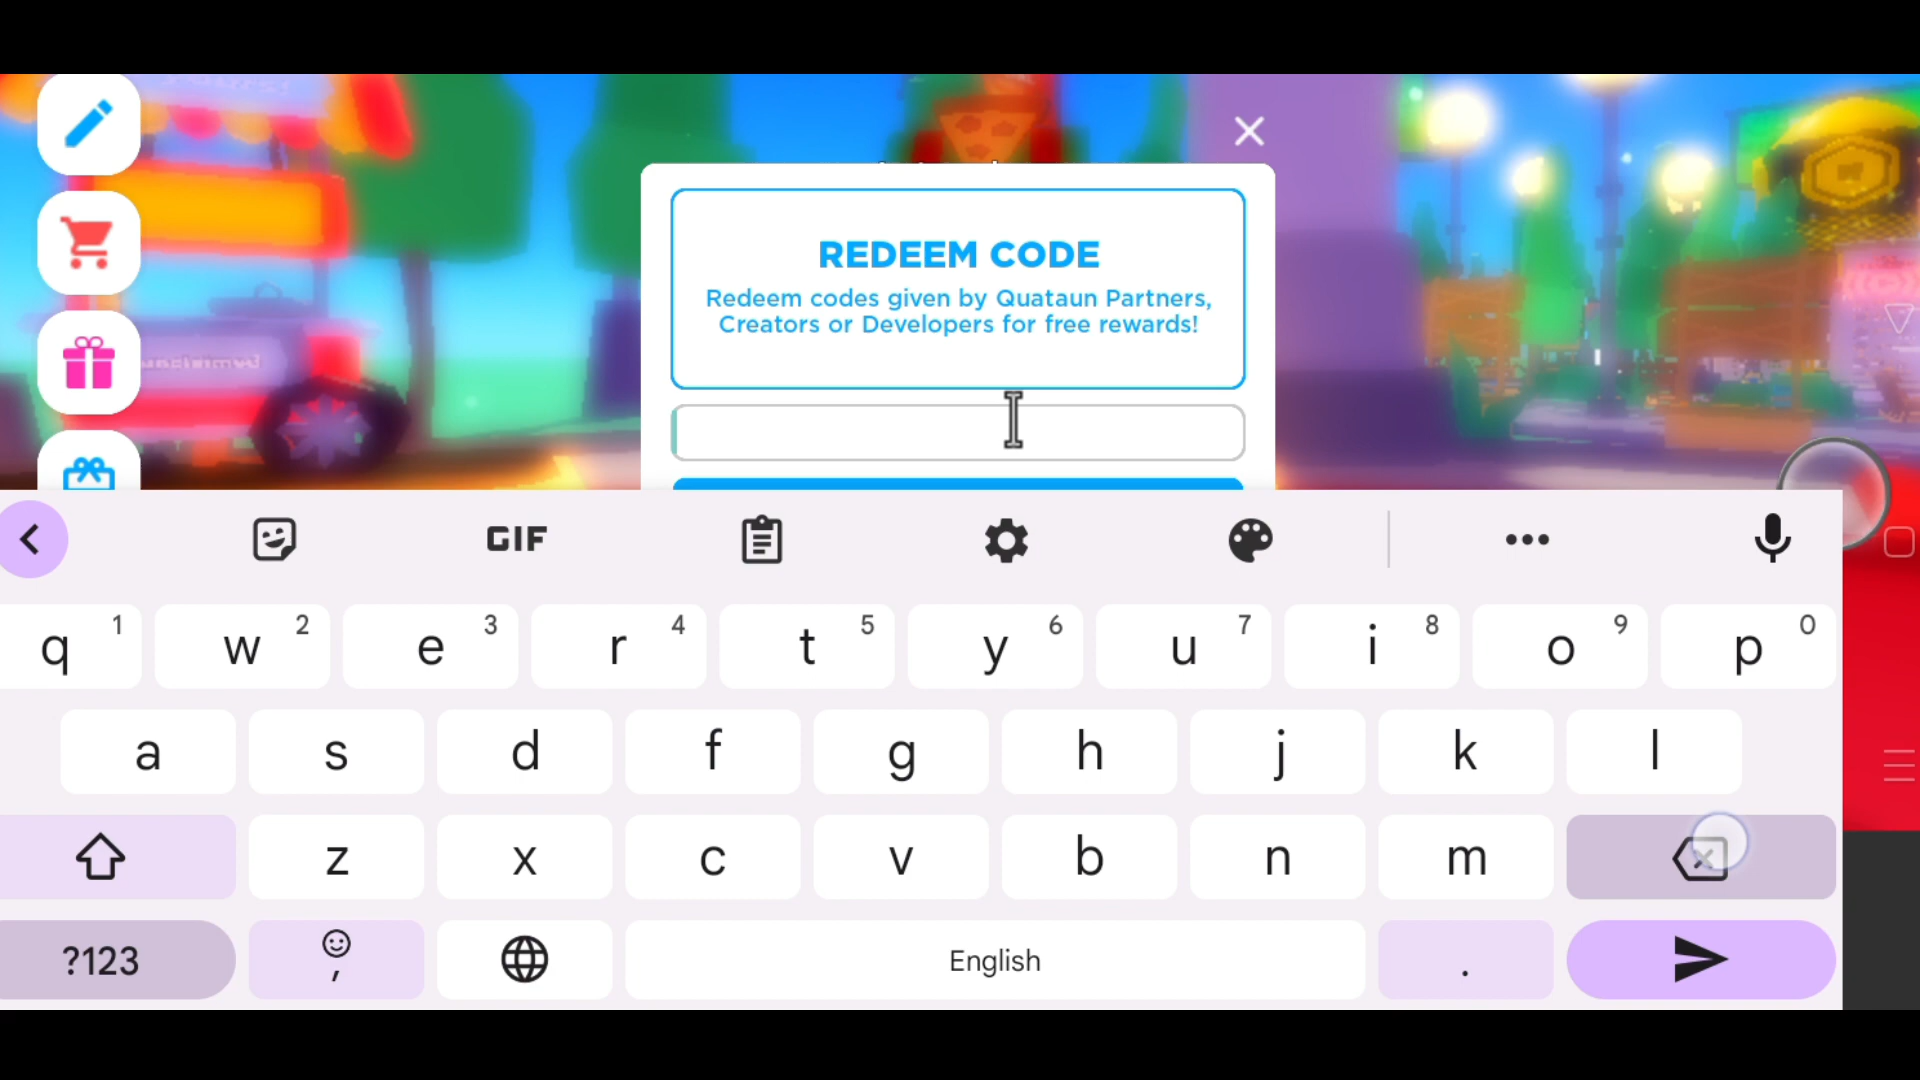 REDEEM CODE
Redeem codes given by Quataun Partners,
Creators or Developers for free rewards!
GIF
q 1 w 2 e 3 r 4 t 5 y 6 u 7 i 8 o 9 p 0
a s d f g h j k l
z x c v b n m
?123 , English .